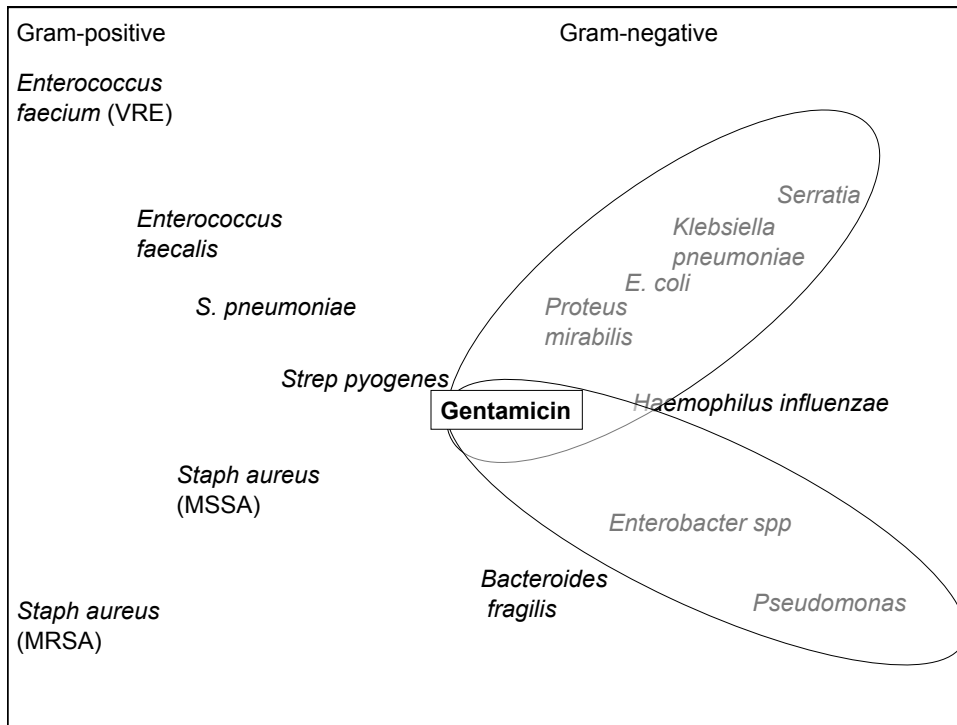 Gram-positive
Gram-negative
Enterococcus
faecium (VRE)
Serratia
Enterococcus
faecalis
Klebsiella
pneumoniae
E. coli
S. pneumoniae
Proteus
mirabilis
Strep pyogenes
Gentamicin
Haemophilus influenzae
Staph aureus
(MSSA)
Enterobacter spp
Bacteroides
fragilis
Pseudomonas
Staph aureus
(MRSA)